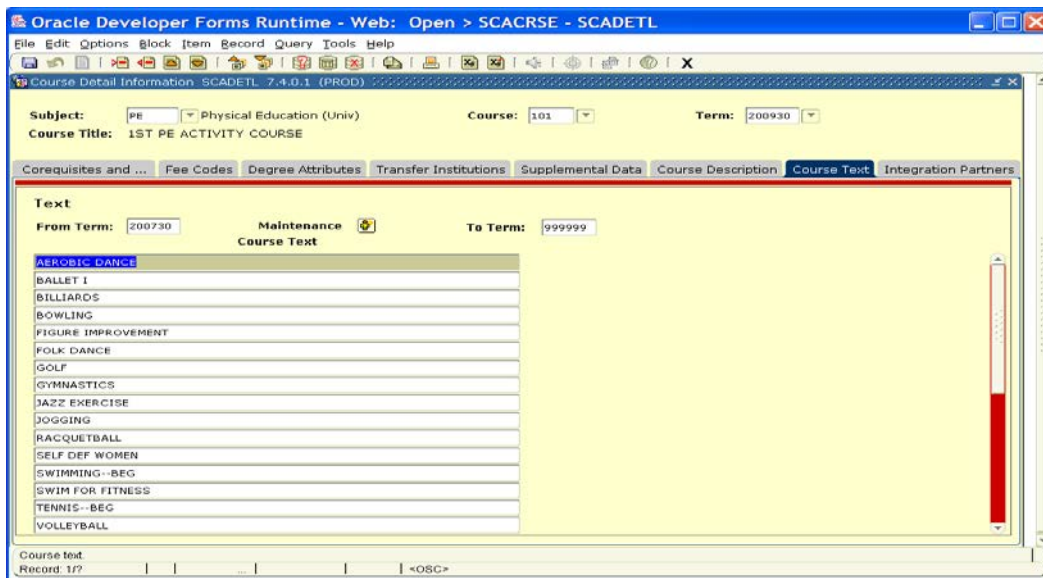 Oracle Developer Forms Runtime - Web: Open > SCACRSE - SCADETL
File Edit Options Block Item Record Query Tools Help
Course Detail Information SCADETL 7.4.0.1 (PROD)
Subject: PE Physical Education (Univ) Course: 101 Term: 200930
Course Title: 1ST PE ACTIVITY COURSE
Corequisites and ... Fee Codes Degree Attributes Transfer Institutions Supplemental Data Course Description Course Text Integration Partners
Text
From Term: 200730 Maintenance To Term: 999999
Course Text
AEROBIC DANCE
BALLET I
BILLIARDS
BOWLING
FIGURE IMPROVEMENT
FOLK DANCE
GOLF
GYMNASTICS
JAZZ EXERCISE
JOGGING
RACQUETBALL
SELF DEF WOMEN
SWIMMING--BEG
SWIM FOR FITNESS
TENNIS--BEG
VOLLEYBALL
Course text.
Record: 1/? ... <OSC>